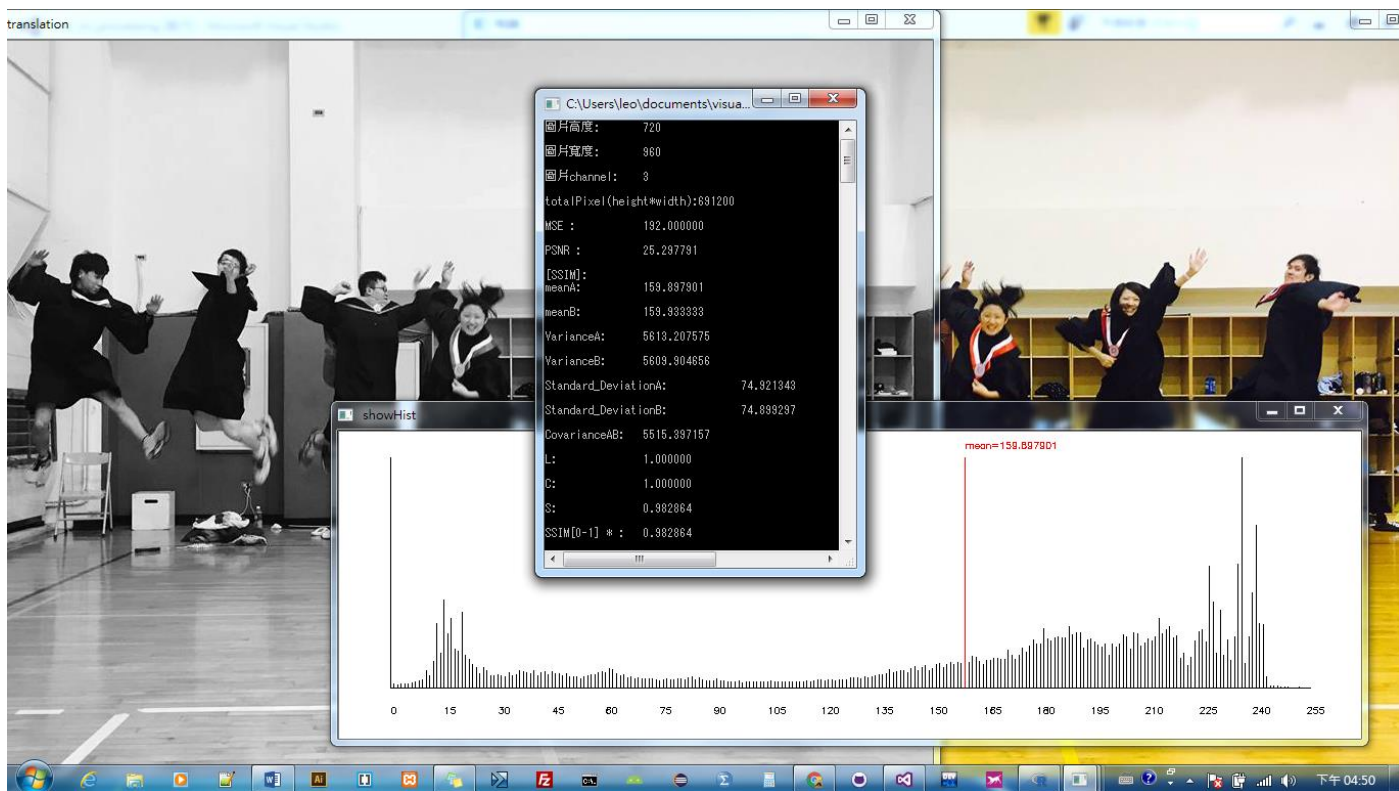 translation
C:\Users\leo\documents\visua...
圖片高度: 720
圖片寬度: 960
圖片channel: 3
totalPixel(height*width):691200
MSE : 192.000000
PSNR : 25.297791
[SSIM]:
meanA: 159.897901
meanB: 159.933333
VarianceA: 5613.207575
VarianceB: 5609.904656
Standard_DeviationA: 74.921343
Standard_DeviationB: 74.899297
CovarianceAB: 5515.397157
L: 1.000000
C: 1.000000
S: 0.982864
SSIM[0-1] * : 0.982864
showHist
mean=159.897901
0 15 30 45 60 75 90 105 120 135 150 165 180 195 210 225 240 255
下午 04:50